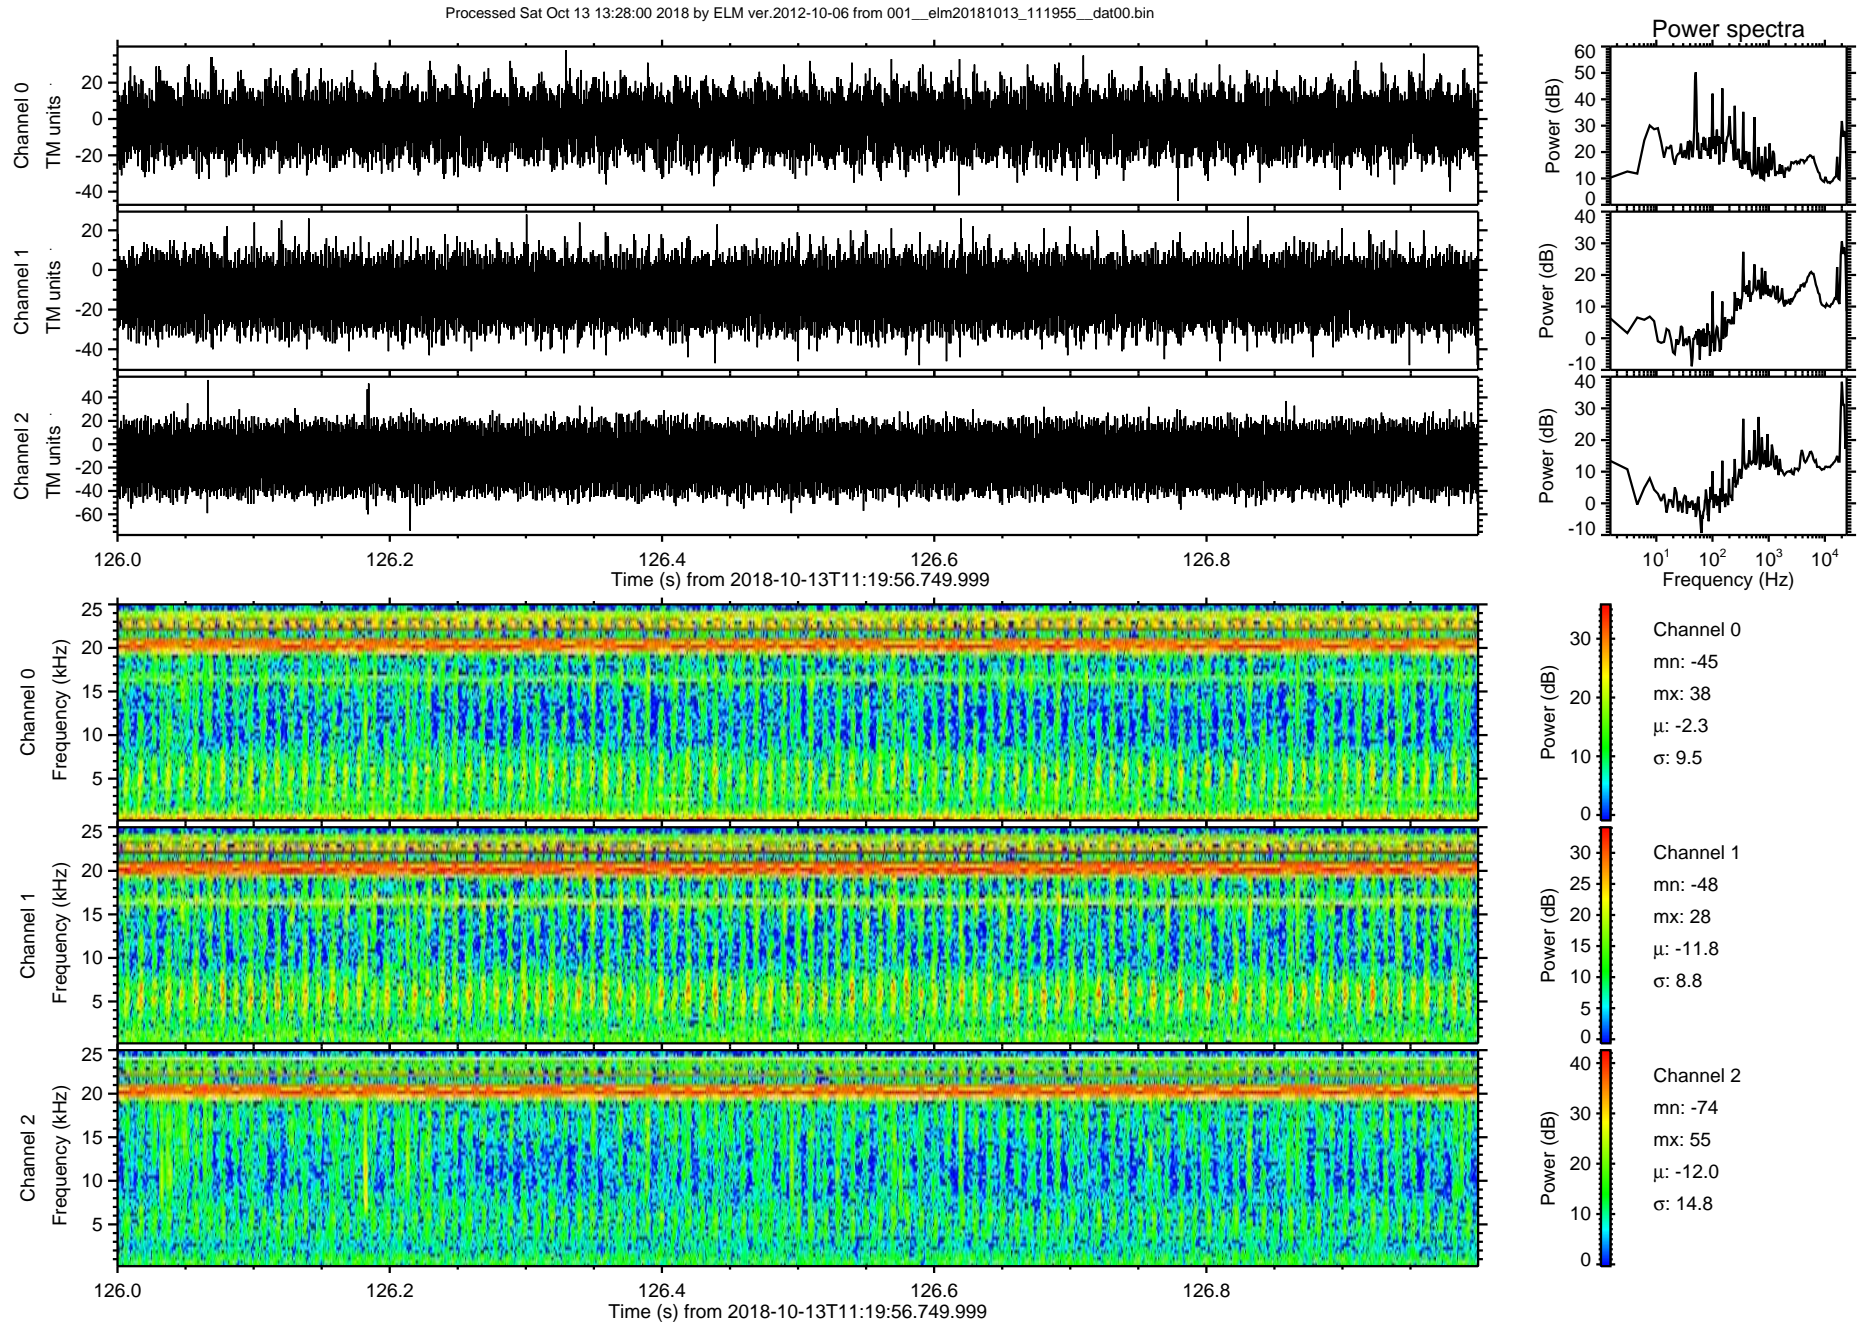 Processed Sat Oct 13 13:28:00 2018 by ELM ver.2012-10-06 from 001__elm20181013_111955__dat00.bin
Power spectra
Channel 0
TM units
20
0
-20
-40
Power (dB)
60
50
40
30
20
10
0
Channel 1
TM units
20
0
-20
-40
Power (dB)
40
30
20
10
0
-10
Channel 2
TM units
40
20
0
-20
-40
-60
Power (dB)
40
30
20
10
0
-10
126.0 126.2 126.4 126.6 126.8
Time (s) from 2018-10-13T11:19:56.749.999
10¹ 10² 10³ 10⁴
Frequency (Hz)
Channel 0
Frequency (kHz)
25
20
15
10
5
Power (dB)
30
20
10
0
Channel 0
mn: -45
mx: 38
μ: -2.3
σ: 9.5
Channel 1
Frequency (kHz)
25
20
15
10
5
Power (dB)
30
25
20
15
10
5
0
Channel 1
mn: -48
mx: 28
μ: -11.8
σ: 8.8
Channel 2
Frequency (kHz)
25
20
15
10
5
Power (dB)
40
30
20
10
0
Channel 2
mn: -74
mx: 55
μ: -12.0
σ: 14.8
126.0 126.2 126.4 126.6 126.8
Time (s) from 2018-10-13T11:19:56.749.999